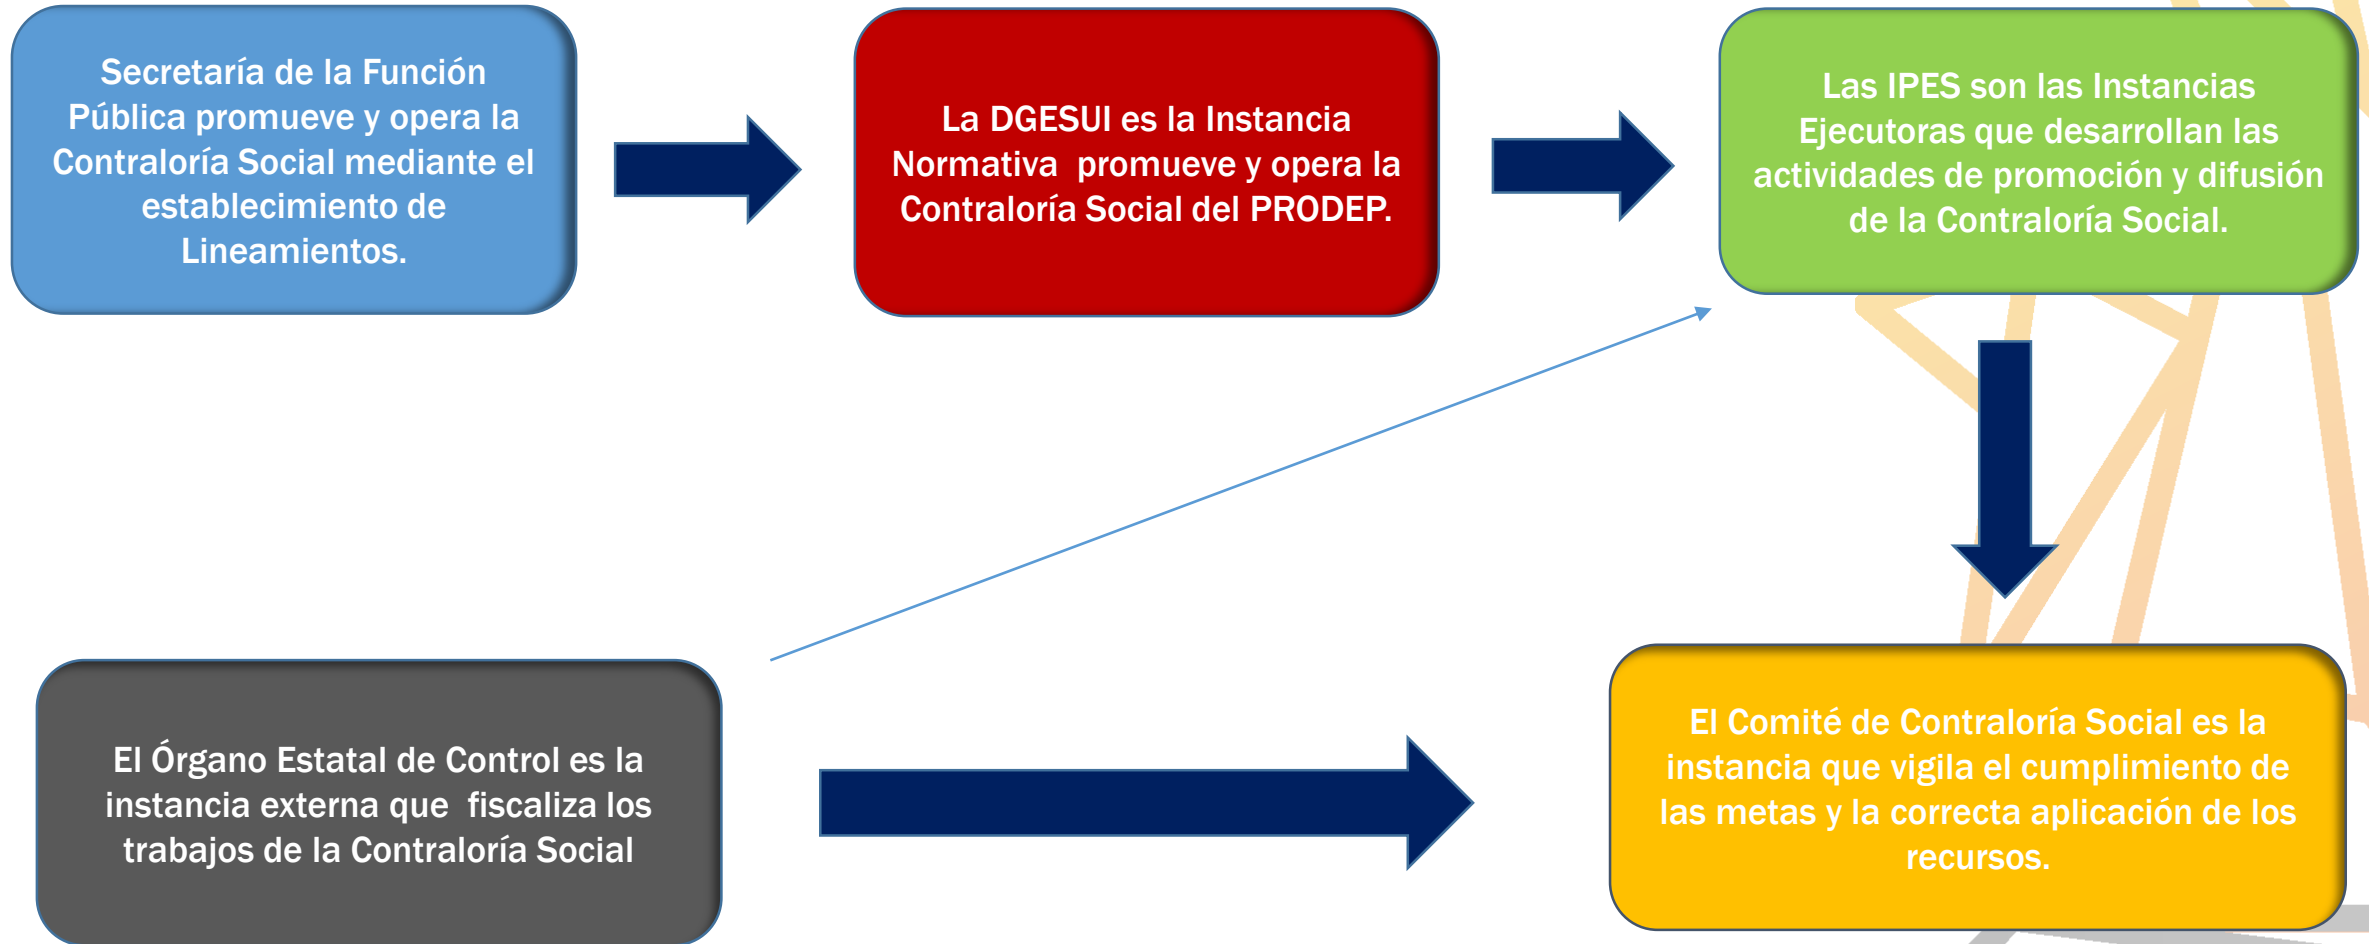 Secretaría de la Función
Pública promueve y opera la
Contraloría Social mediante el
establecimiento de
Lineamientos.
La DGESUI es la Instancia
Normativa  promueve y opera la
Contraloría Social del PRODEP.
Las IPES son las Instancias
Ejecutoras que desarrollan las
actividades de promoción y difusión
de la Contraloría Social.
El Órgano Estatal de Control es la
instancia externa que  fiscaliza los
trabajos de la Contraloría Social
El Comité de Contraloría Social es la
instancia que vigila el cumplimiento de
las metas y la correcta aplicación de los
recursos.